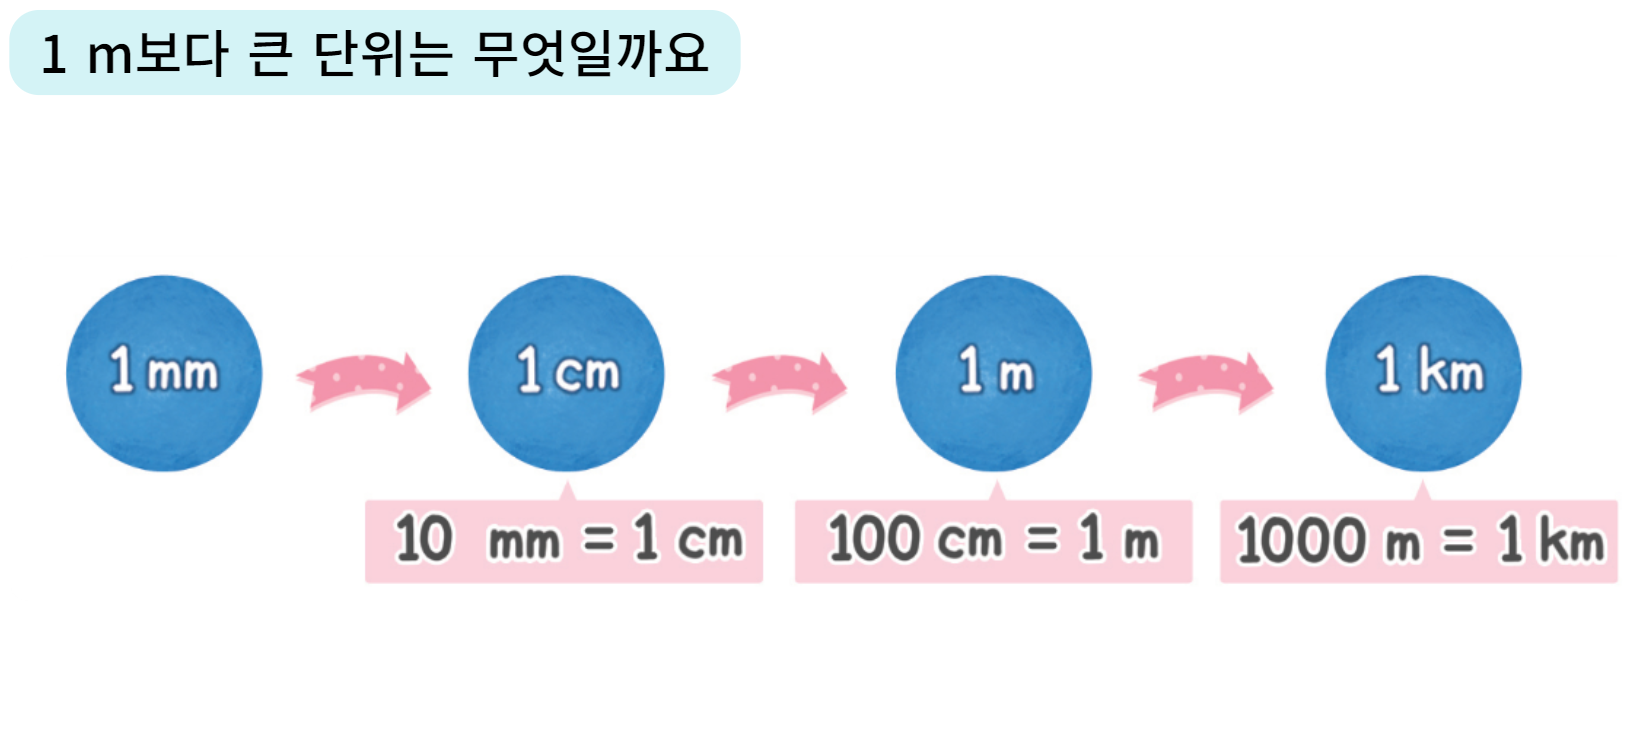 1 m보다 큰 단위는 무엇일까요
1 mm
1 cm
1 m
1 km
10 mm = 1 cm
100 cm = 1 m
1000 m = 1 km